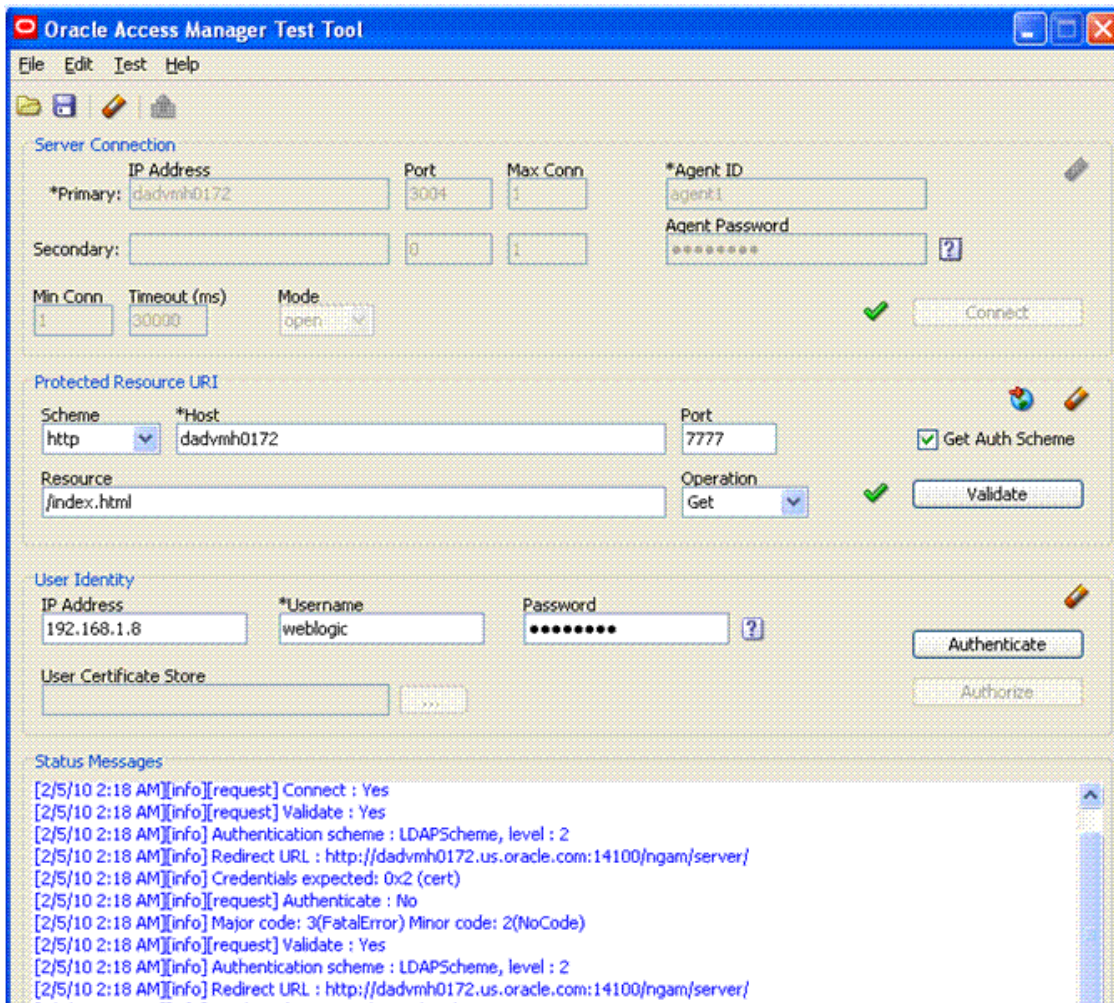 Oracle Access Manager Test Tool
File Edit Test Help
Server Connection
IP Address Port Max Conn *Agent ID
*Primary: dadvmh0172 3004 1 agent1
Agent Password
Secondary: 0 1 ●●●●●●●● ?
Min Conn Timeout (ms) Mode
1 30000 open Connect
Protected Resource URI
Scheme *Host Port
http dadvmh0172 7777 Get Auth Scheme
Resource Operation
/index.html Get Validate
User Identity
IP Address *Username Password
192.168.1.8 weblogic ●●●●●●●● ?
Authenticate
User Certificate Store
... Authorize
Status Messages
[2/5/10 2:18 AM][info][request] Connect : Yes
[2/5/10 2:18 AM][info][request] Validate : Yes
[2/5/10 2:18 AM][info] Authentication scheme : LDAPScheme, level : 2
[2/5/10 2:18 AM][info] Redirect URL : http://dadvmh0172.us.oracle.com:14100/ngam/server/
[2/5/10 2:18 AM][info] Credentials expected: 0x2 (cert)
[2/5/10 2:18 AM][info][request] Authenticate : No
[2/5/10 2:18 AM][info] Major code: 3(FatalError) Minor code: 2(NoCode)
[2/5/10 2:18 AM][info][request] Validate : Yes
[2/5/10 2:18 AM][info] Authentication scheme : LDAPScheme, level : 2
[2/5/10 2:18 AM][info] Redirect URL : http://dadvmh0172.us.oracle.com:14100/ngam/server/